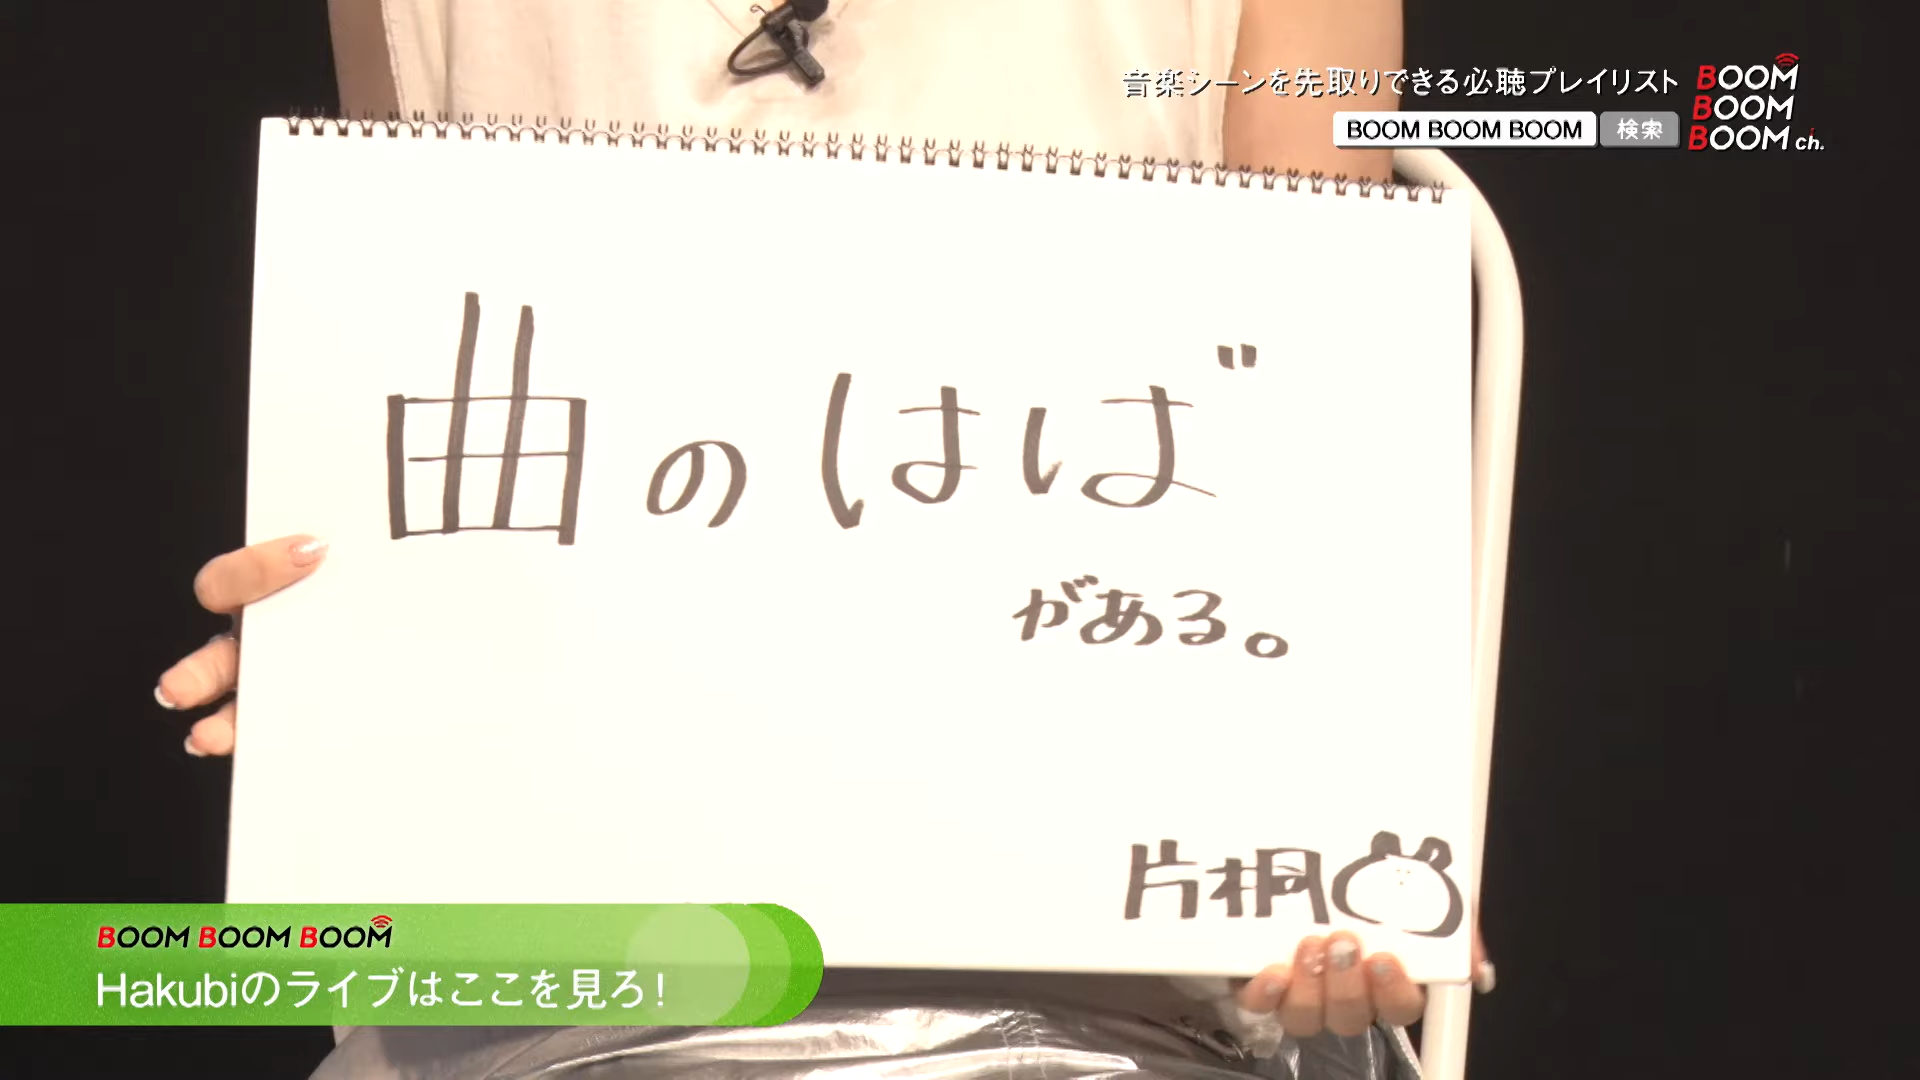 音楽シーンを先取りできる必聴プレイリスト
BOOM BOOM BOOM 検索
BOOM
BOOM
BOOM ch.
曲のはば
がある。
片桐
BOOM BOOM BOOM
Hakubiのライブはここを見ろ!